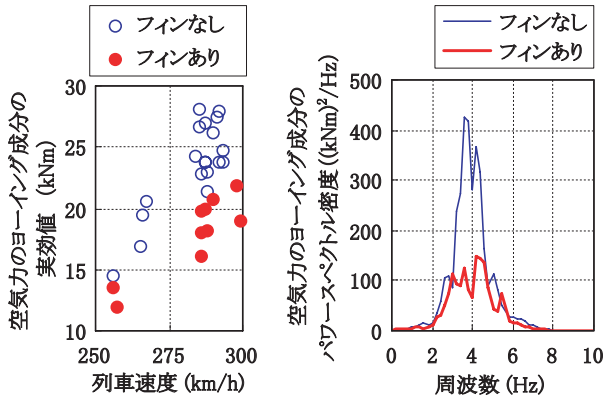 フィンなし
フィンあり
空気力のヨーイング成分の
実効値 (kNm)
30
25
20
15
10
250
275
300
列車速度 (km/h)
フィンなし
フィンあり
空気力のヨーイング成分の
パワースペクトル密度((kNm)²/Hz)
500
400
300
200
100
0
0
2
4
6
8
10
周波数 (Hz)